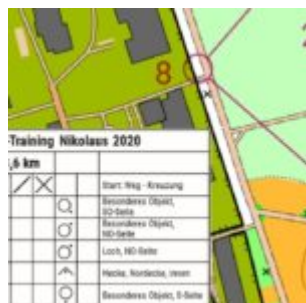 8
-Training Nikolaus 2020
,6 km
Start: Weg - Kreuzung
Besonderes Objekt,
SO-Seite
Besonderes Objekt,
NO-Seite
Loch, NO-Seite
Hecke, Nordecke, innen
Besonderes Objekt, S-Seite